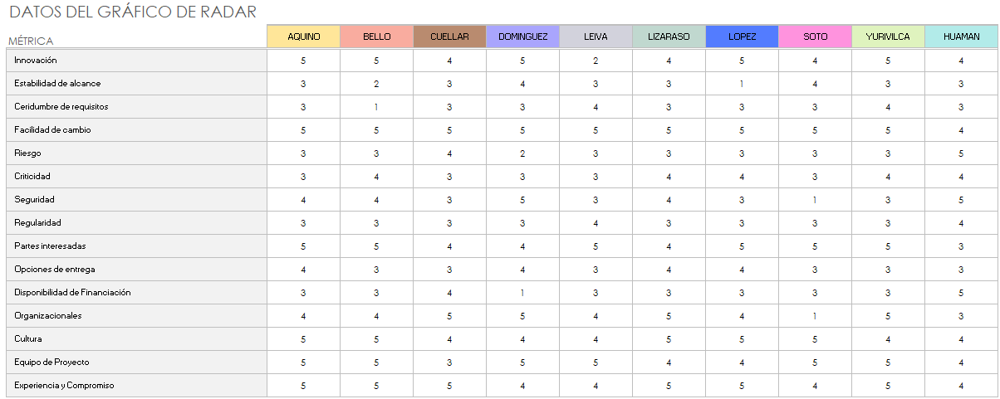 DATOS DEL GRÁFICO DE RADAR
MÉTRICA AQUINO BELLO CUELLAR DOMINGUEZ LEIVA LIZARASO LOPEZ SOTO YURIVILCA HUAMAN
Innovación 5 5 4 5 2 4 5 4 5 4
Estabilidad de alcance 3 2 3 4 3 3 1 4 3 3
Ceridumbre de requisitos 3 1 3 3 4 3 3 3 4 3
Facilidad de cambio 5 5 5 5 5 5 5 5 5 4
Riesgo 3 3 4 2 3 3 3 3 3 5
Criticidad 3 4 3 3 3 4 4 3 4 4
Seguridad 4 4 3 5 3 4 3 1 3 5
Regularidad 3 3 3 3 4 3 3 3 3 4
Partes interesadas 5 5 4 4 5 4 5 5 5 3
Opciones de entrega 4 3 3 4 3 4 4 3 3 3
Disponibilidad de Financiación 3 3 4 1 3 3 3 3 3 5
Organizacionales 4 4 5 5 4 5 4 1 5 3
Cultura 5 5 4 4 4 5 5 5 4 4
Equipo de Proyecto 5 5 3 5 5 4 4 5 5 4
Experiencia y Compromiso 5 5 5 4 4 5 5 4 5 4